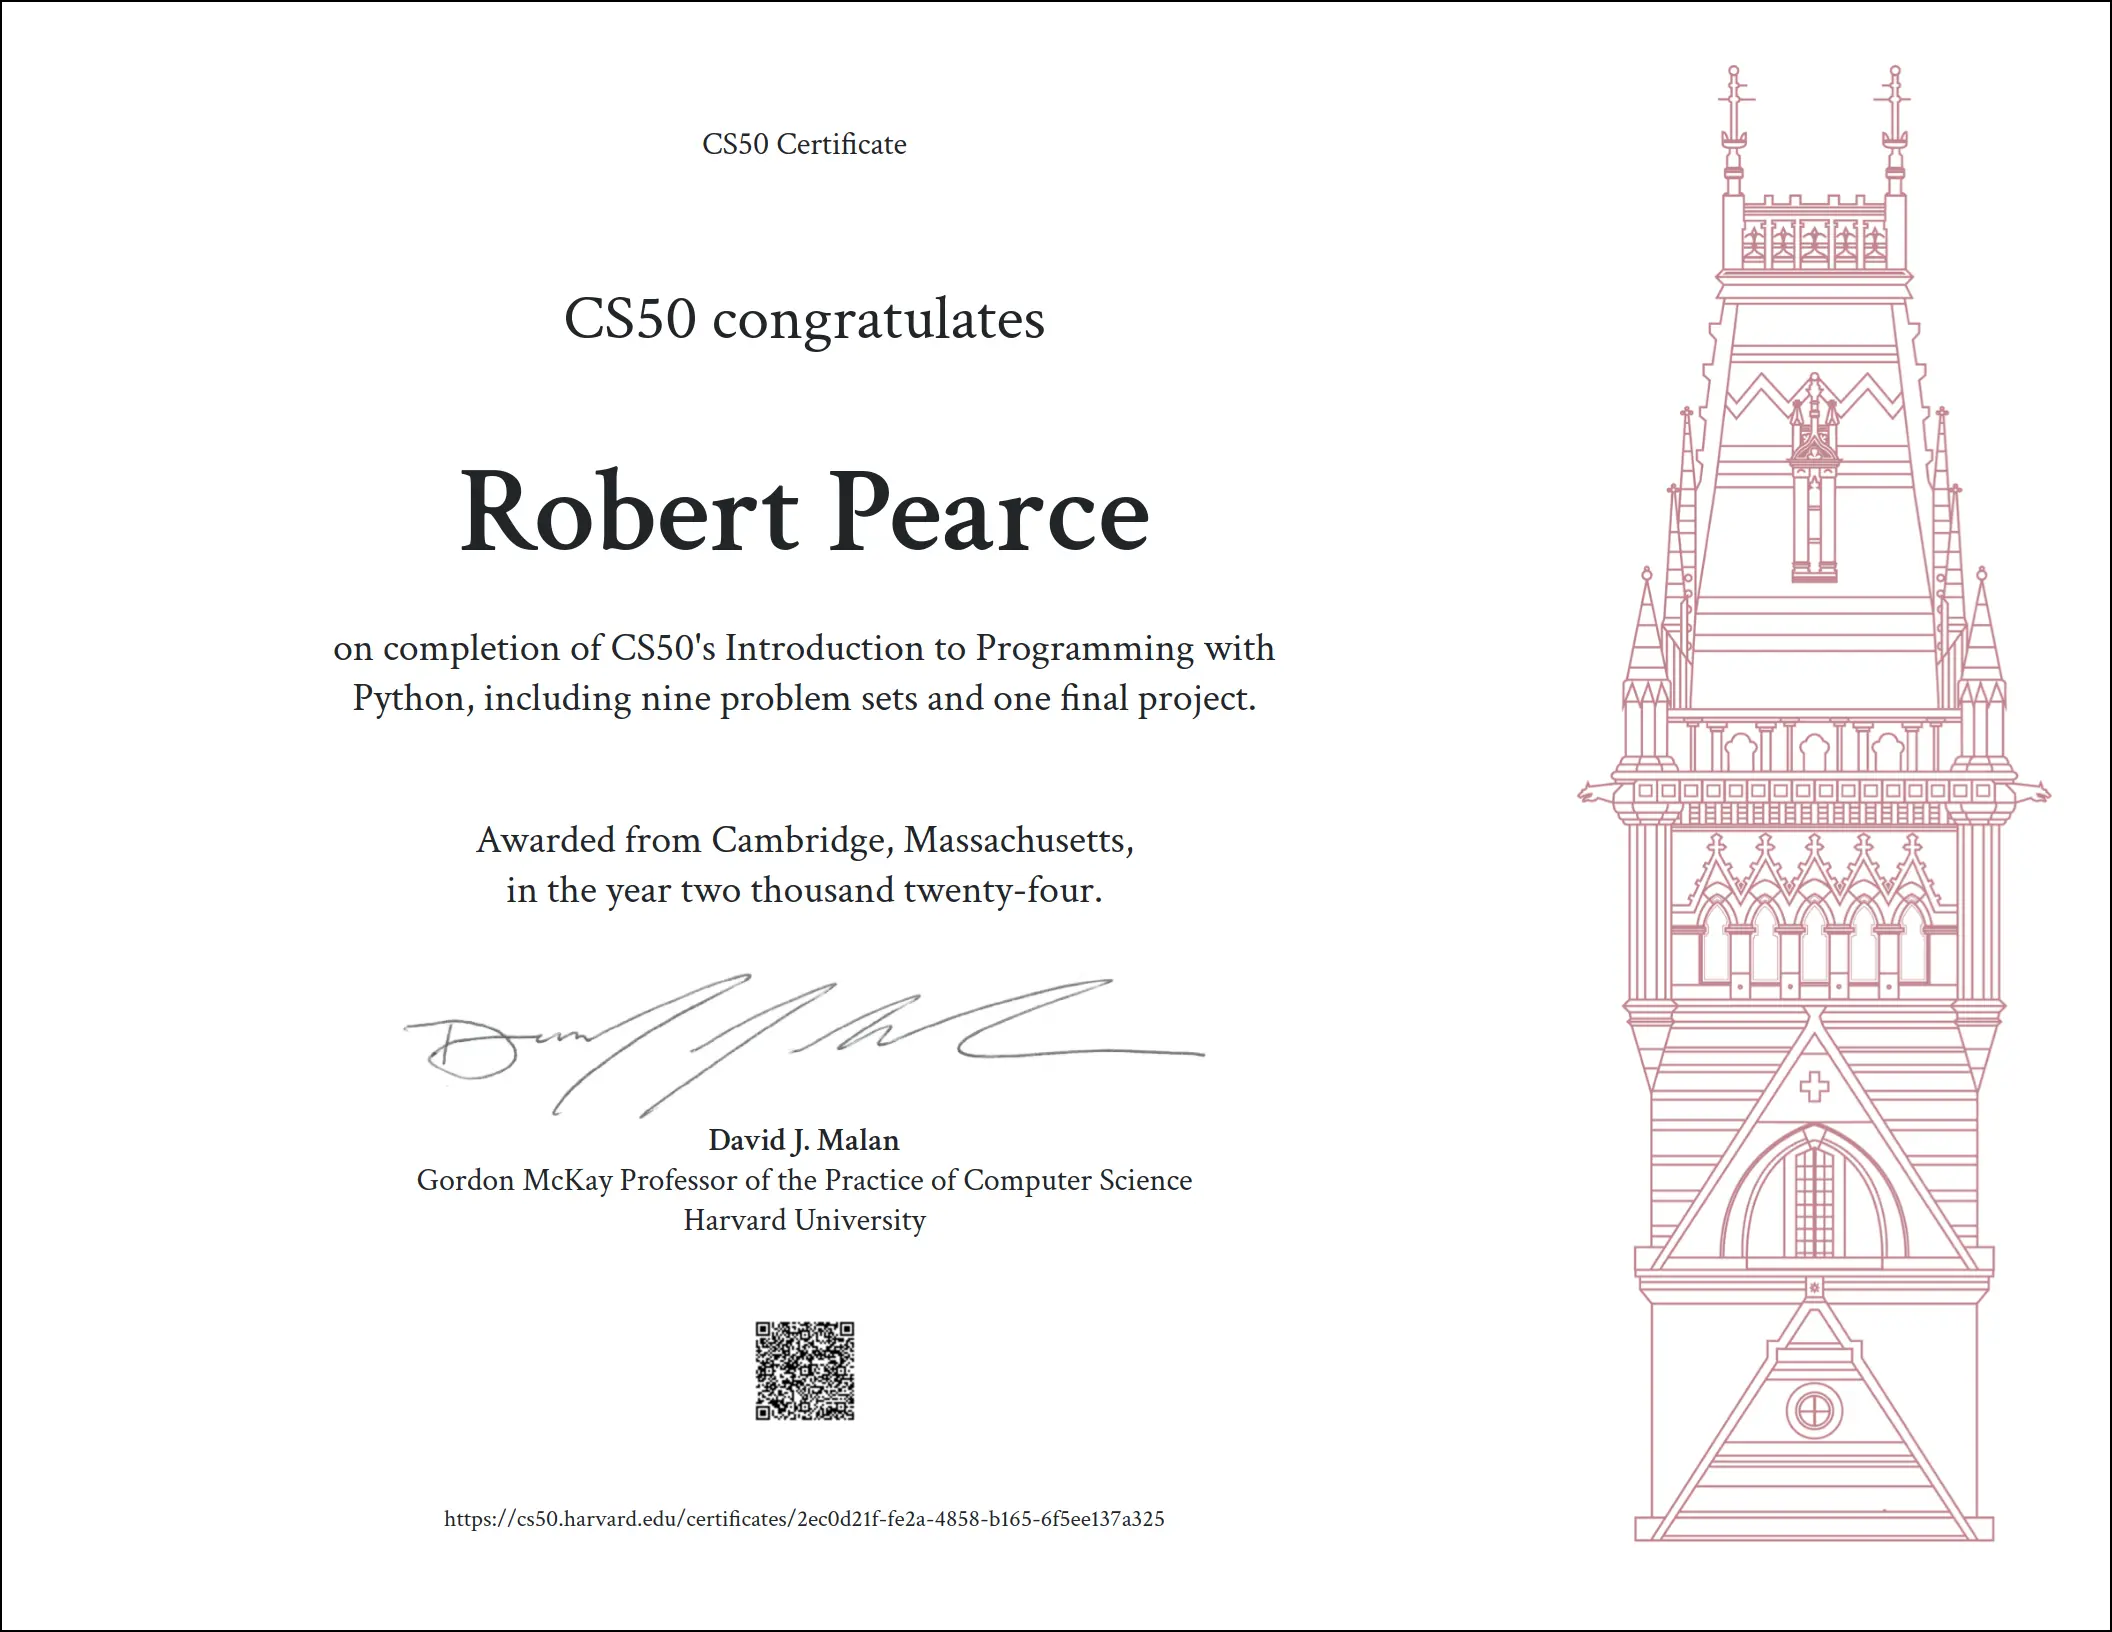 CS50 Certificate
CS50 congratulates
Robert Pearce
on completion of CS50's Introduction to Programming with
Python, including nine problem sets and one final project.
Awarded from Cambridge, Massachusetts,
in the year two thousand twenty-four.
David J. Malan
Gordon McKay Professor of the Practice of Computer Science
Harvard University
https://cs50.harvard.edu/certificates/2ec0d21f-fe2a-4858-b165-6f5ee137a325